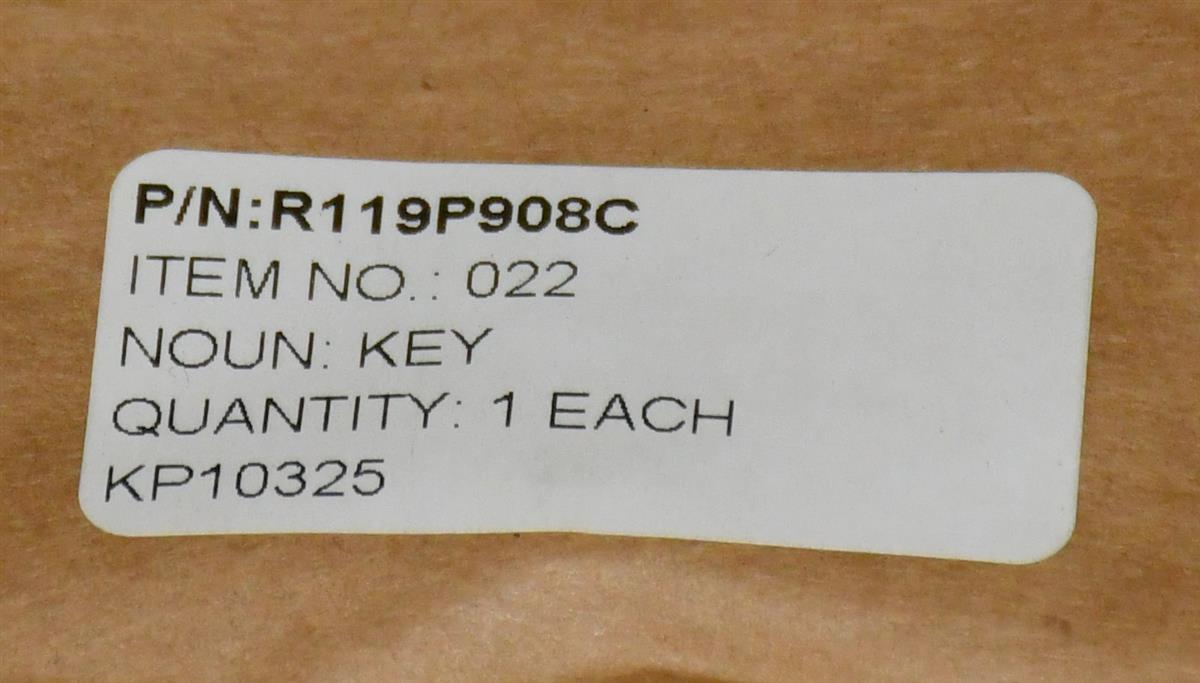 P/N:R119P908C
ITEM NO.: 022
NOUN: KEY
QUANTITY: 1 EACH
KP10325